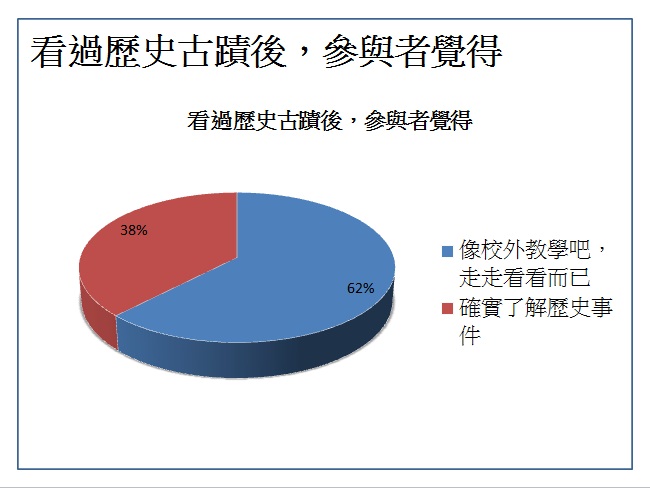 看過歷史古蹟後，參與者覺得
看過歷史古蹟後，參與者覺得
38%
62%
像校外教學吧，
走走看看而已
確實了解歷史事
件